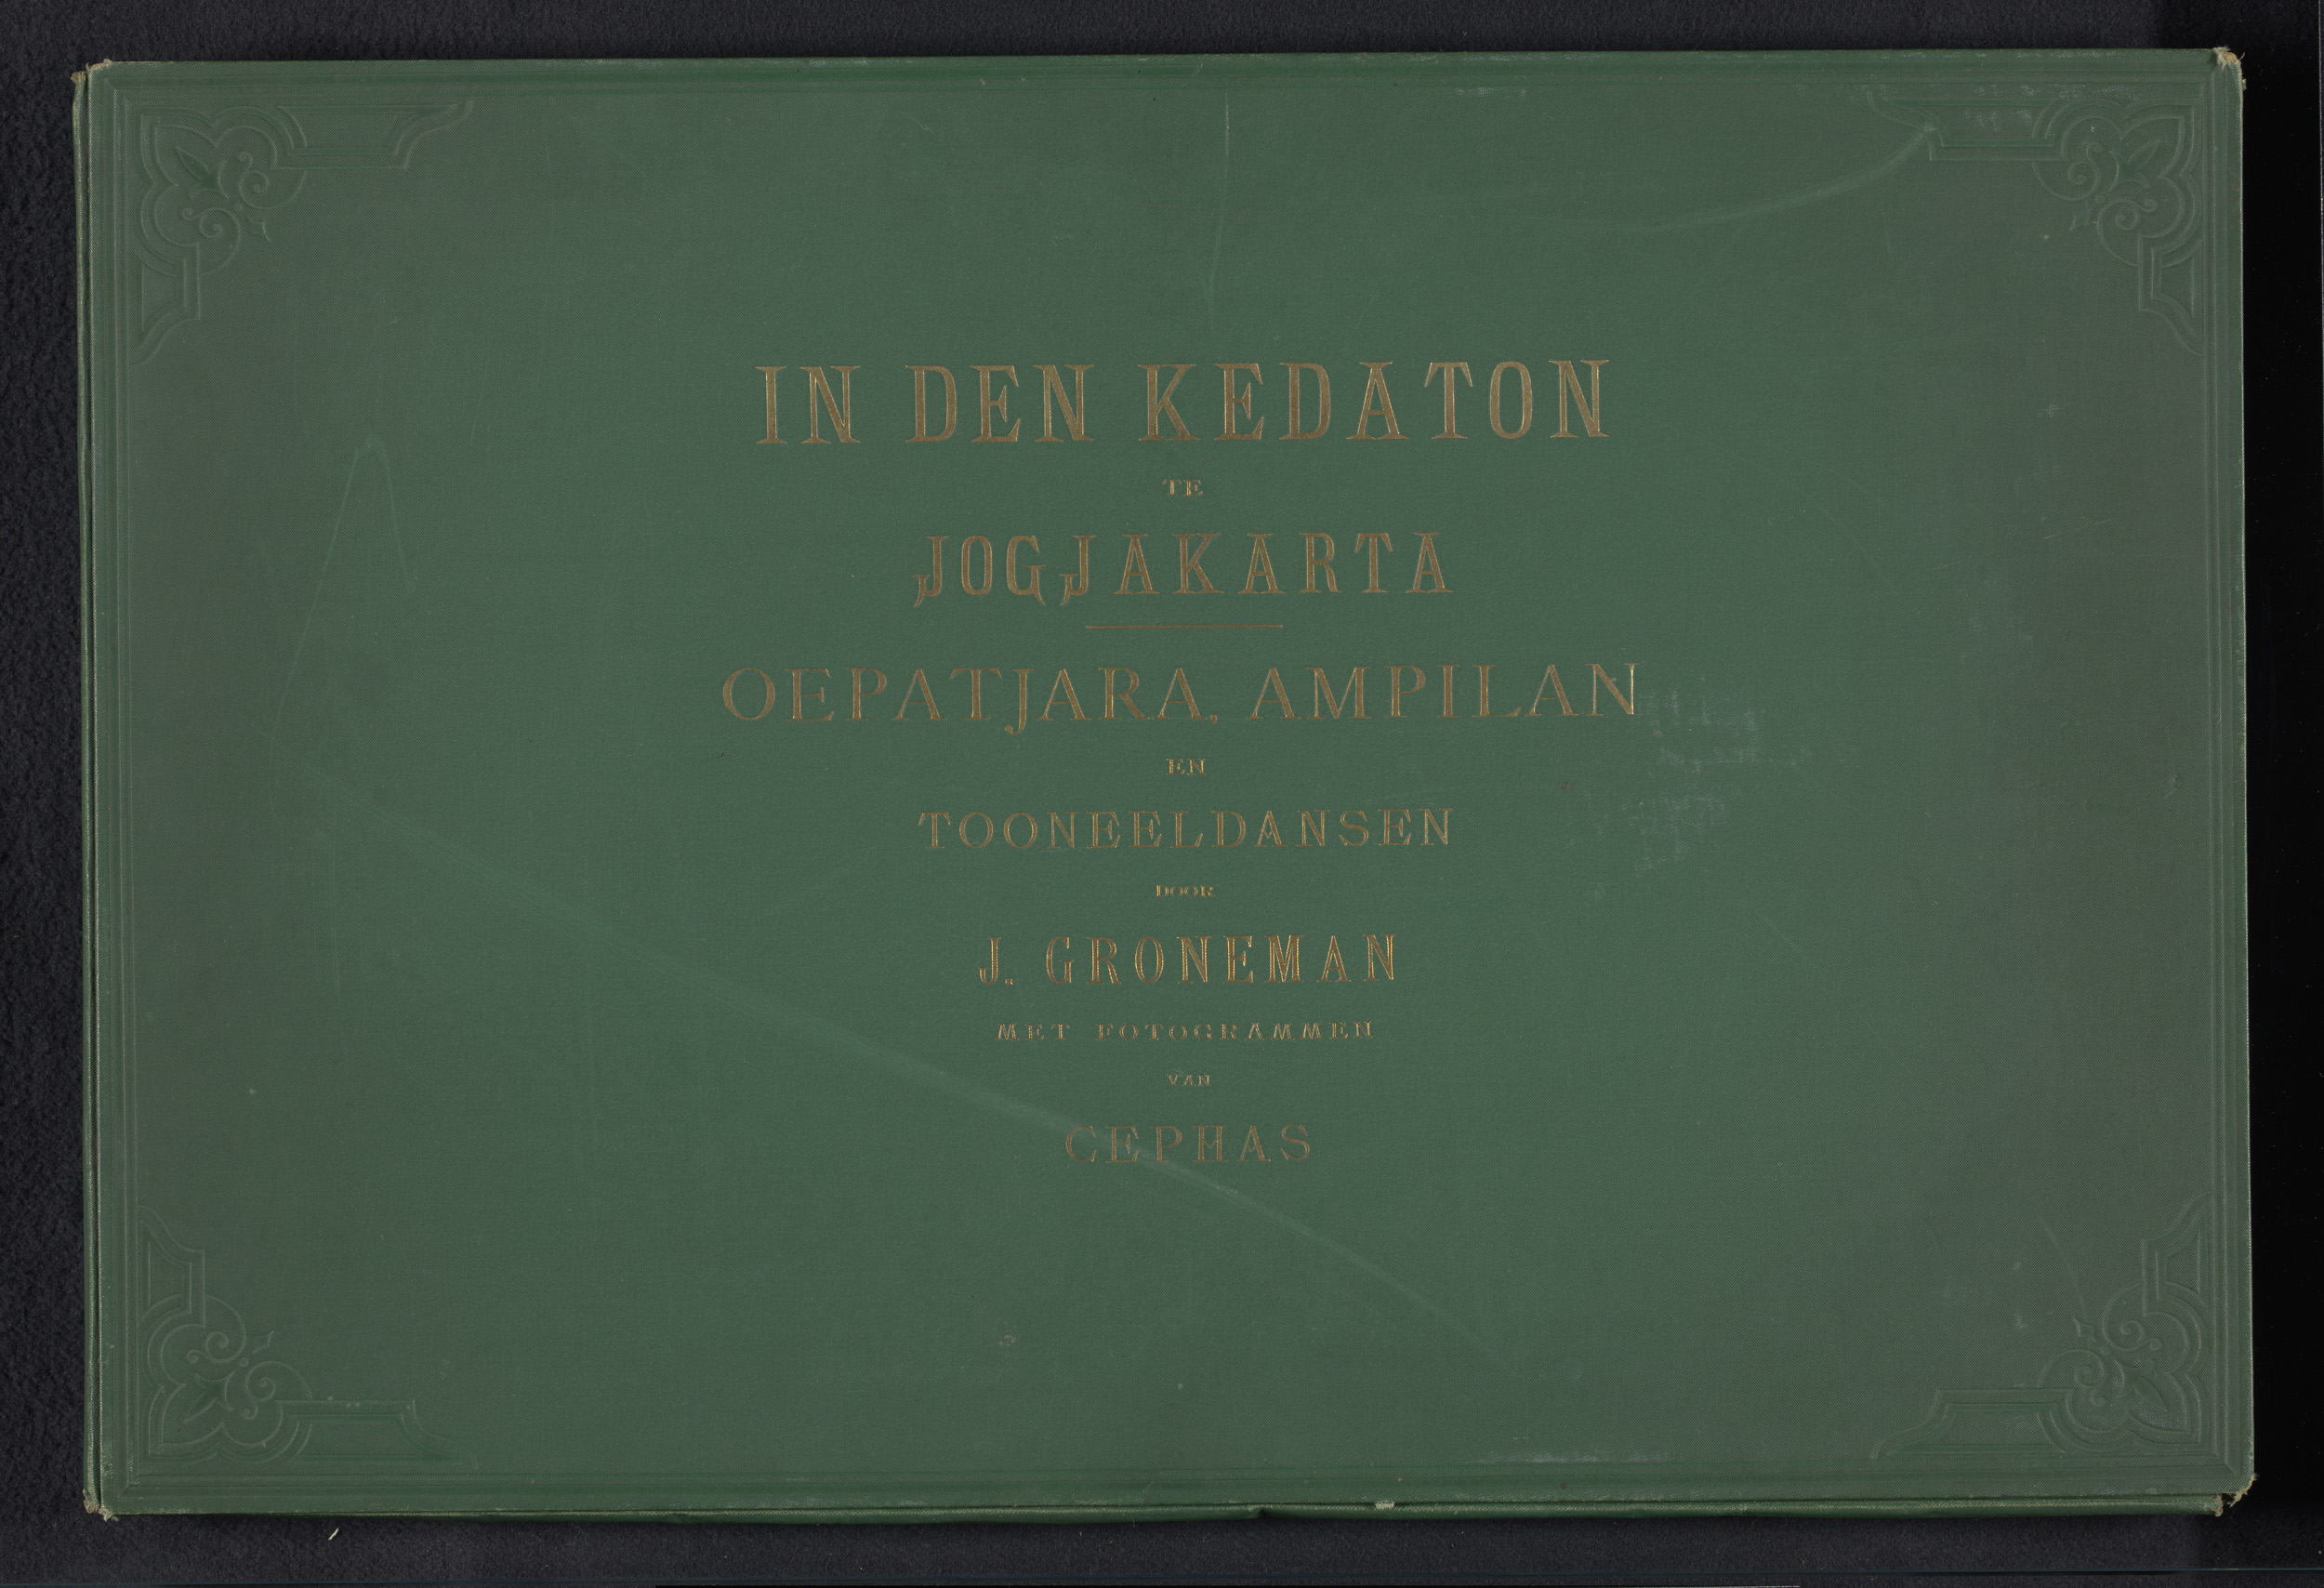 IN DEN KEDATON
TE
JOGJAKARTA
OEPATJARA, AMPILAN
EN
TOONEELDANSEN
DOOR
J. GRONEMAN
MET FOTOGRAMMEN
VAN
CEPHAS